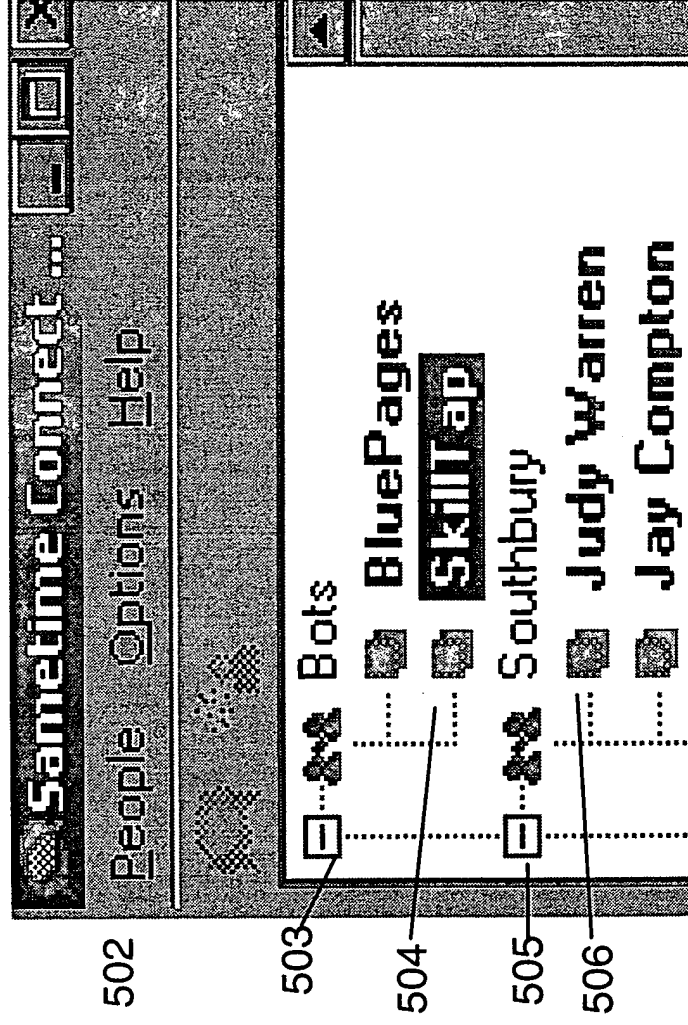 Sametime Connect ...
People Options Help
502
Bots
503
BluePages
SkillTap
504
Southbury
505
Judy Warren
506
Jay Compton